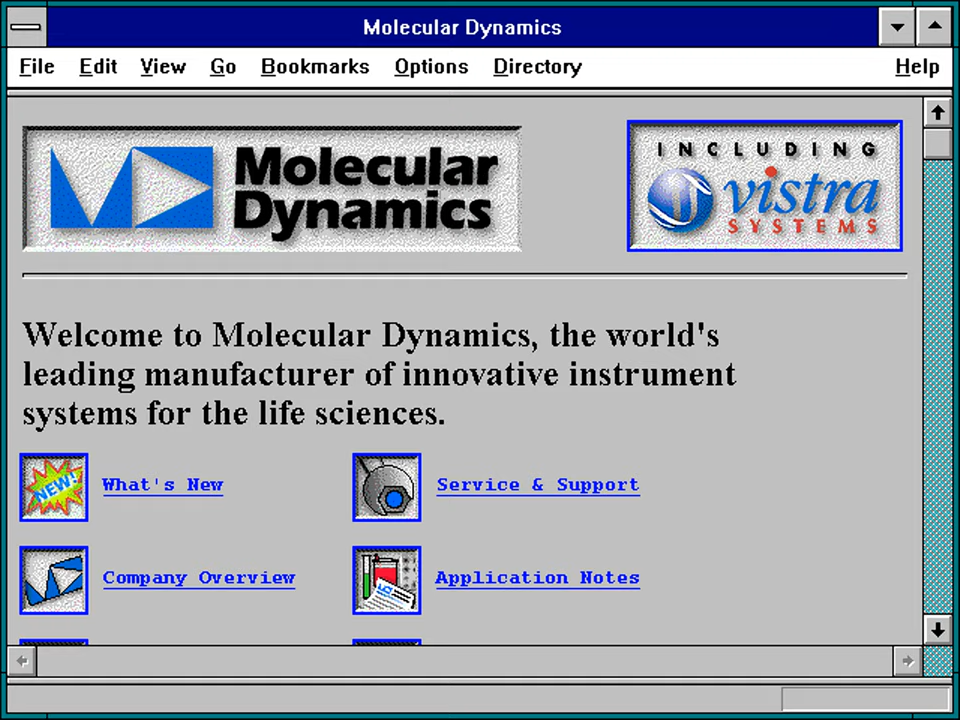 Molecular Dynamics
File Edit View Go Bookmarks Options Directory Help
Molecular
Dynamics
INCLUDING
vistra
SYSTEMS
Welcome to Molecular Dynamics, the world's
leading manufacturer of innovative instrument
systems for the life sciences.
NEW!
What's New
Service & Support
Company Overview
Application Notes